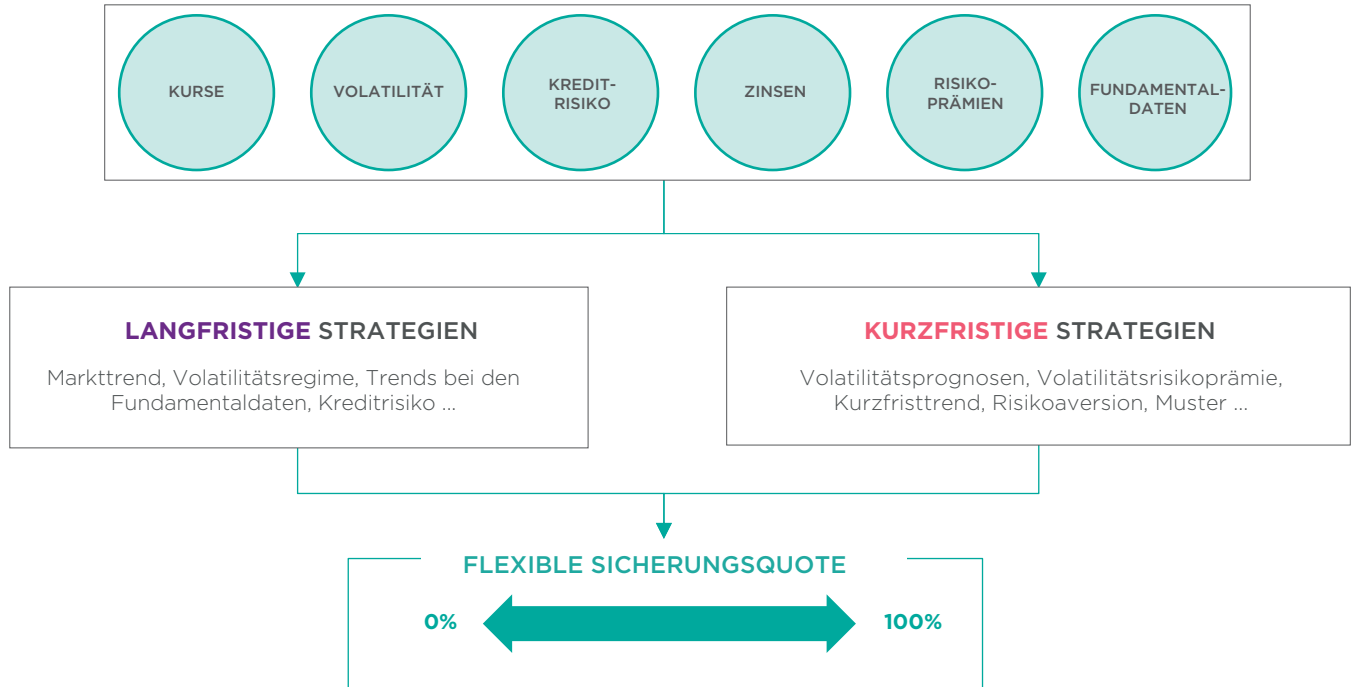 KURSE
VOLATILITÄT
KREDIT-
RISIKO
ZINSEN
RISIKO-
PRÄMIEN
FUNDAMENTAL-
DATEN
LANGFRISTIGE STRATEGIEN
Markttrend, Volatilitätsregime, Trends bei den
Fundamentaldaten, Kreditrisiko ...
KURZFRISTIGE STRATEGIEN
Volatilitätsprognosen, Volatilitätsrisikoprämie,
Kurzfristtrend, Risikoaversion, Muster ...
FLEXIBLE SICHERUNGSQUOTE
0%
100%